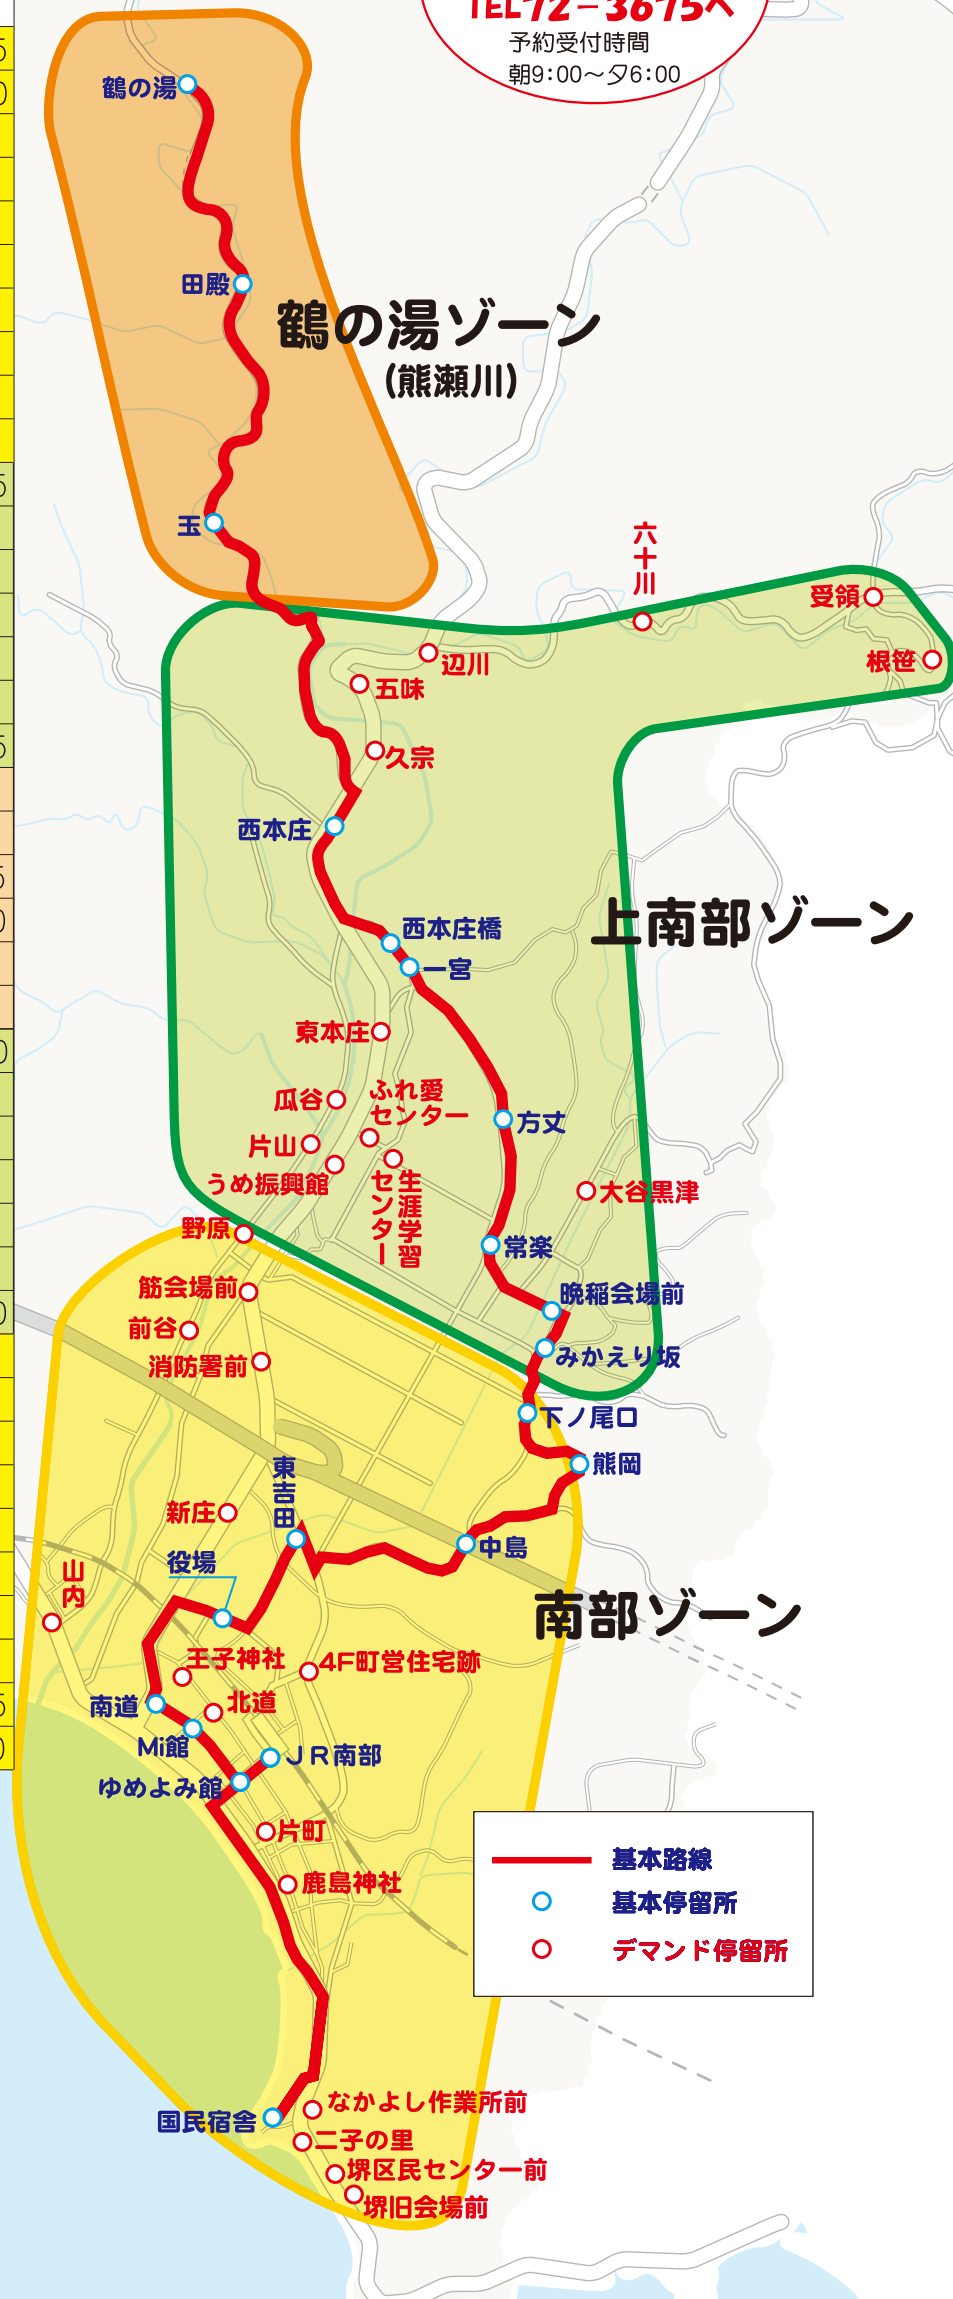 TEL72−3675へ
予約受付時間
朝9:00〜夕6:00
鶴の湯
田殿
鶴の湯ゾーン
(熊瀬川)
玉
六十川
受領
根笹
辺川
五味
久宗
西本庄
上南部ゾーン
西本庄橋
一宮
東本庄
瓜谷
ふれ愛
センター
方丈
片山
うめ振興館
生涯学習
センター
大谷黒津
野原
常楽
筋会場前
晩稲会場前
前谷
みかえり坂
消防署前
下ノ尾口
熊岡
東吉田
新庄
中島
役場
山内
南部ゾーン
王子神社
4F町営住宅跡
南道
北道
Mi館
JR南部
ゆめよみ館
片町
鹿島神社
基本路線
基本停留所
デマンド停留所
なかよし作業所前
国民宿舎
二子の里
堺区民センター前
堺旧会場前